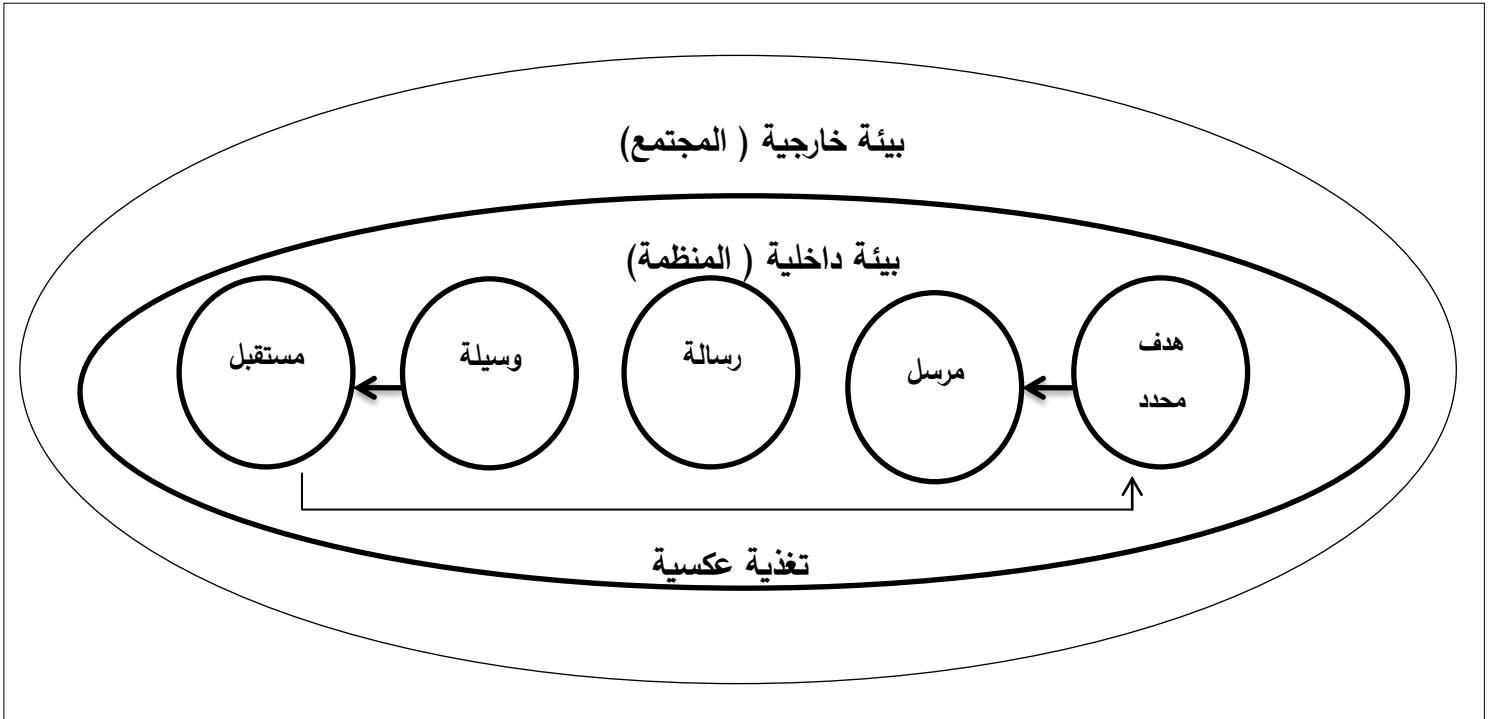 بيئة خارجية ( المجتمع)
بيئة داخلية ( المنظمة)
هدف
محدد
مرسل
رسالة
وسيلة
مستقبل
تغذية عكسية